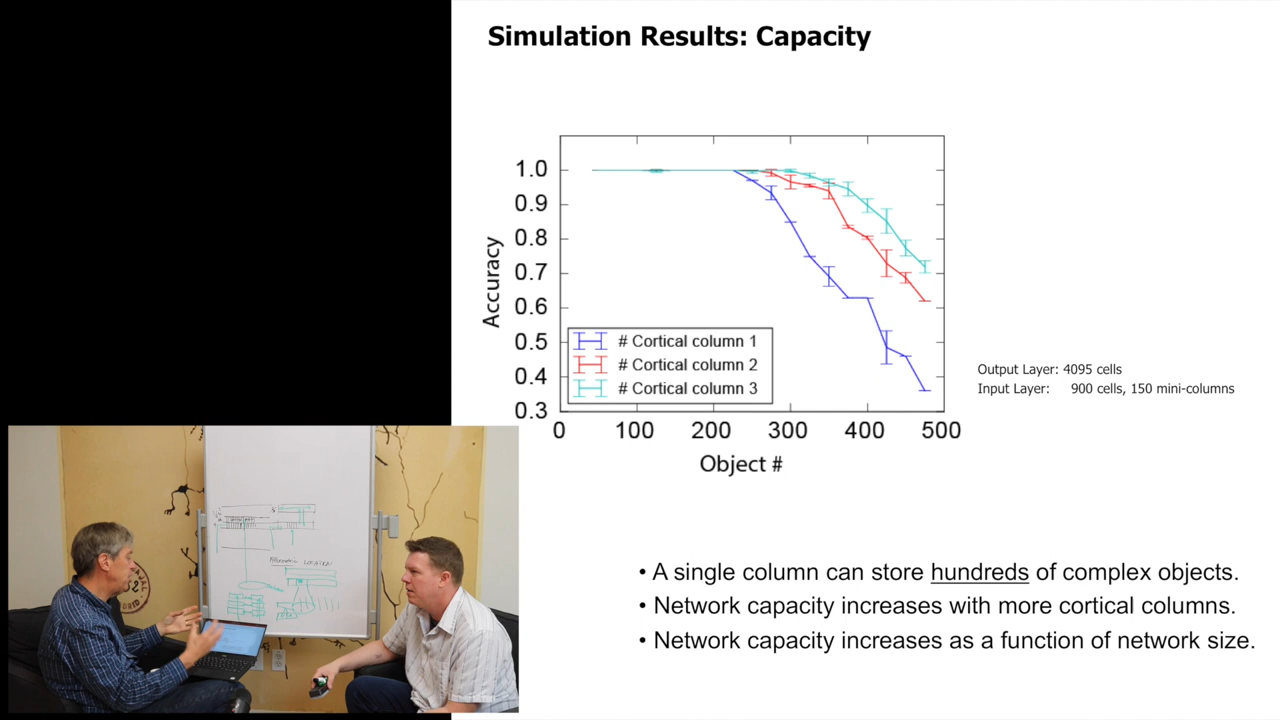 Simulation Results: Capacity
1.0
0.9
0.8
0.7
0.6
0.5
0.4
0.3
Accuracy
# Cortical column 1
# Cortical column 2
# Cortical column 3
0 100 200 300 400 500
Object #
Output Layer: 4095 cells
Input Layer: 900 cells, 150 mini-columns
• A single column can store hundreds of complex objects.
• Network capacity increases with more cortical columns.
• Network capacity increases as a function of network size.